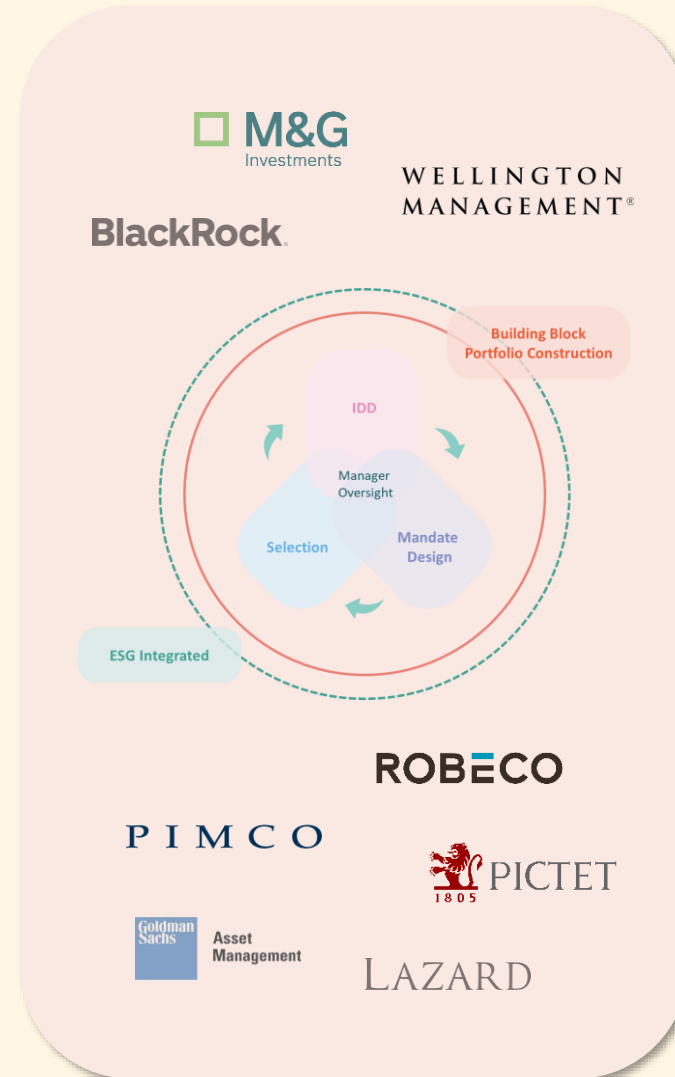 M&G
Investments
WELLINGTON
MANAGEMENT®
BlackRock.
Building Block
Portfolio Construction
IDD
Manager
Oversight
Selection
Mandate
Design
ESG Integrated
ROBECO
PIMCO
PICTET
1805
Goldman
Sachs
Asset
Management
LAZARD